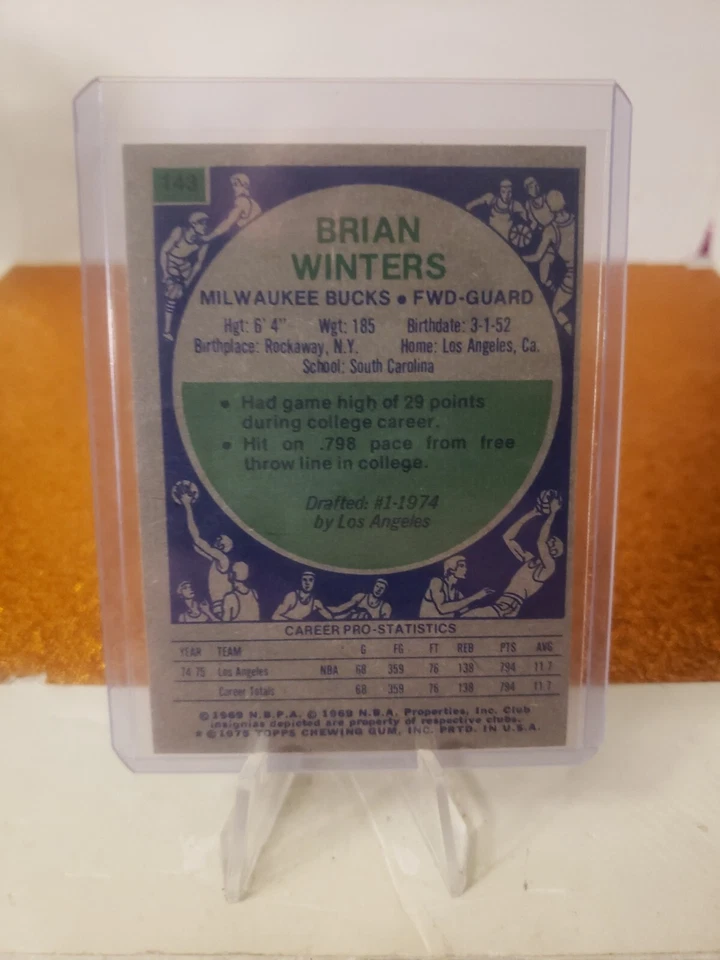 143
BRIAN
WINTERS
MILWAUKEE BUCKS • FWD-GUARD
Hgt: 6' 4" Wgt: 185 Birthdate: 3-1-52
Birthplace: Rockaway, N.Y. Home: Los Angeles, Ca.
School: South Carolina
• Had game high of 29 points
during college career.
• Hit on .798 pace from free
throw line in college.
Drafted: #1-1974
by Los Angeles
CAREER PRO-STATISTICS
YEAR TEAM G FG FT REB PTS AVG
74-75 Los Angeles NBA 68 359 76 138 794 11.7
Career Totals 68 359 76 138 794 11.7
© 1969 N.B.P.A. © 1969 N.B.A. Properties, Inc. Club
insignias depicted are property of respective clubs.
* © 1975 TOPPS CHEWING GUM, INC. PRTD. IN U.S.A.